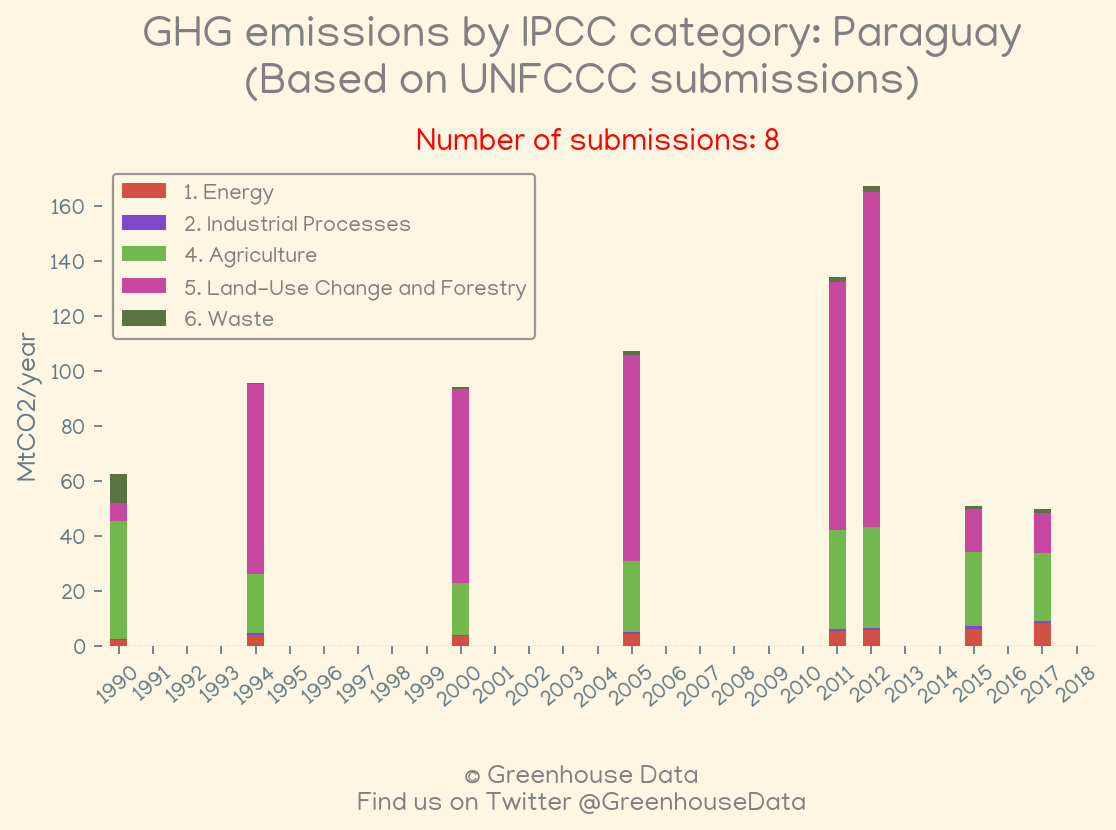 GHG emissions by IPCC category: Paraguay
(Based on UNFCCC submissions)
Number of submissions: 8
1. Energy
2. Industrial Processes
4. Agriculture
5. Land-Use Change and Forestry
6. Waste
MtCO2/year
160
140
120
100
80
60
40
20
0
1990 1991 1992 1993 1994 1995 1996 1997 1998 1999 2000 2001 2002 2003 2004 2005 2006 2007 2008 2009 2010 2011 2012 2013 2014 2015 2016 2017 2018
© Greenhouse Data
Find us on Twitter @GreenhouseData